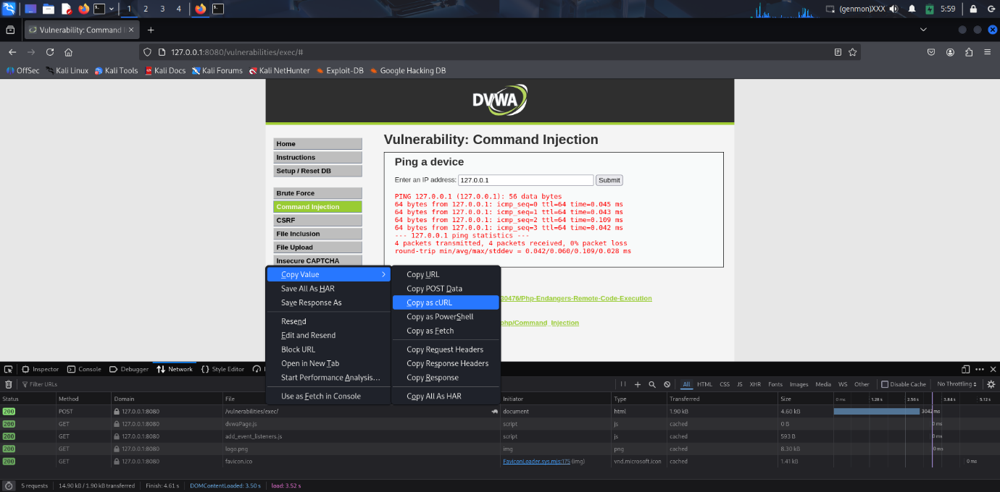 1 2 3 4 (genmon)XXX 5:59
Vulnerability: Command
127.0.0.1:8080/vulnerabilities/exec/#
OffSec Kali Linux Kali Tools Kali Docs Kali Forums Kali NetHunter Exploit-DB Google Hacking DB
DVWA
Home
Instructions
Setup / Reset DB
Brute Force
Command Injection
CSRF
File Inclusion
File Upload
Insecure CAPTCHA
Vulnerability: Command Injection
Ping a device
Enter an IP address: 127.0.0.1 Submit
PING 127.0.0.1 (127.0.0.1): 56 data bytes
64 bytes from 127.0.0.1: icmp_seq=0 ttl=64 time=0.045 ms
64 bytes from 127.0.0.1: icmp_seq=1 ttl=64 time=0.043 ms
64 bytes from 127.0.0.1: icmp_seq=2 ttl=64 time=0.109 ms
64 bytes from 127.0.0.1: icmp_seq=3 ttl=64 time=0.042 ms
--- 127.0.0.1 ping statistics ---
4 packets transmitted, 4 packets received, 0% packet loss
round-trip min/avg/max/stddev = 0.042/0.060/0.109/0.028 ms
30476/Php-Endangers-Remote-Code-Execution
php/Command_Injection
Copy Value
Save All As HAR
Save Response As
Resend
Edit and Resend
Block URL
Open in New Tab
Start Performance Analysis...
Use as Fetch in Console
Copy URL
Copy POST Data
Copy as cURL
Copy as PowerShell
Copy as Fetch
Copy Request Headers
Copy Response Headers
Copy Response
Copy All As HAR
Inspector Console Debugger Network Style Editor
Filter URLs All HTML CSS JS XHR Fonts Images Media WS Other Disable Cache No Throttling
Status Method Domain File Initiator Type Transferred Size 0 ms 1.28 s 2.56 s 3.84 s 5.12 s
200 POST 127.0.0.1:8080 /vulnerabilities/exec/ document html 1.90 kB 4.60 kB 3042 ms
200 GET 127.0.0.1:8080 dvwaPage.js script js cached 0 B 0 ms
200 GET 127.0.0.1:8080 add_event_listeners.js script js cached 593 B 0 ms
200 GET 127.0.0.1:8080 logo.png img png cached 8.30 kB 0 ms
200 GET 127.0.0.1:8080 favicon.ico FaviconLoader.sys.mjs:175 (img) vnd.microsoft.icon cached 1.41 kB 0 ms
5 requests 14.90 kB / 1.90 kB transferred Finish: 4.61 s DOMContentLoaded: 3.50 s load: 3.52 s